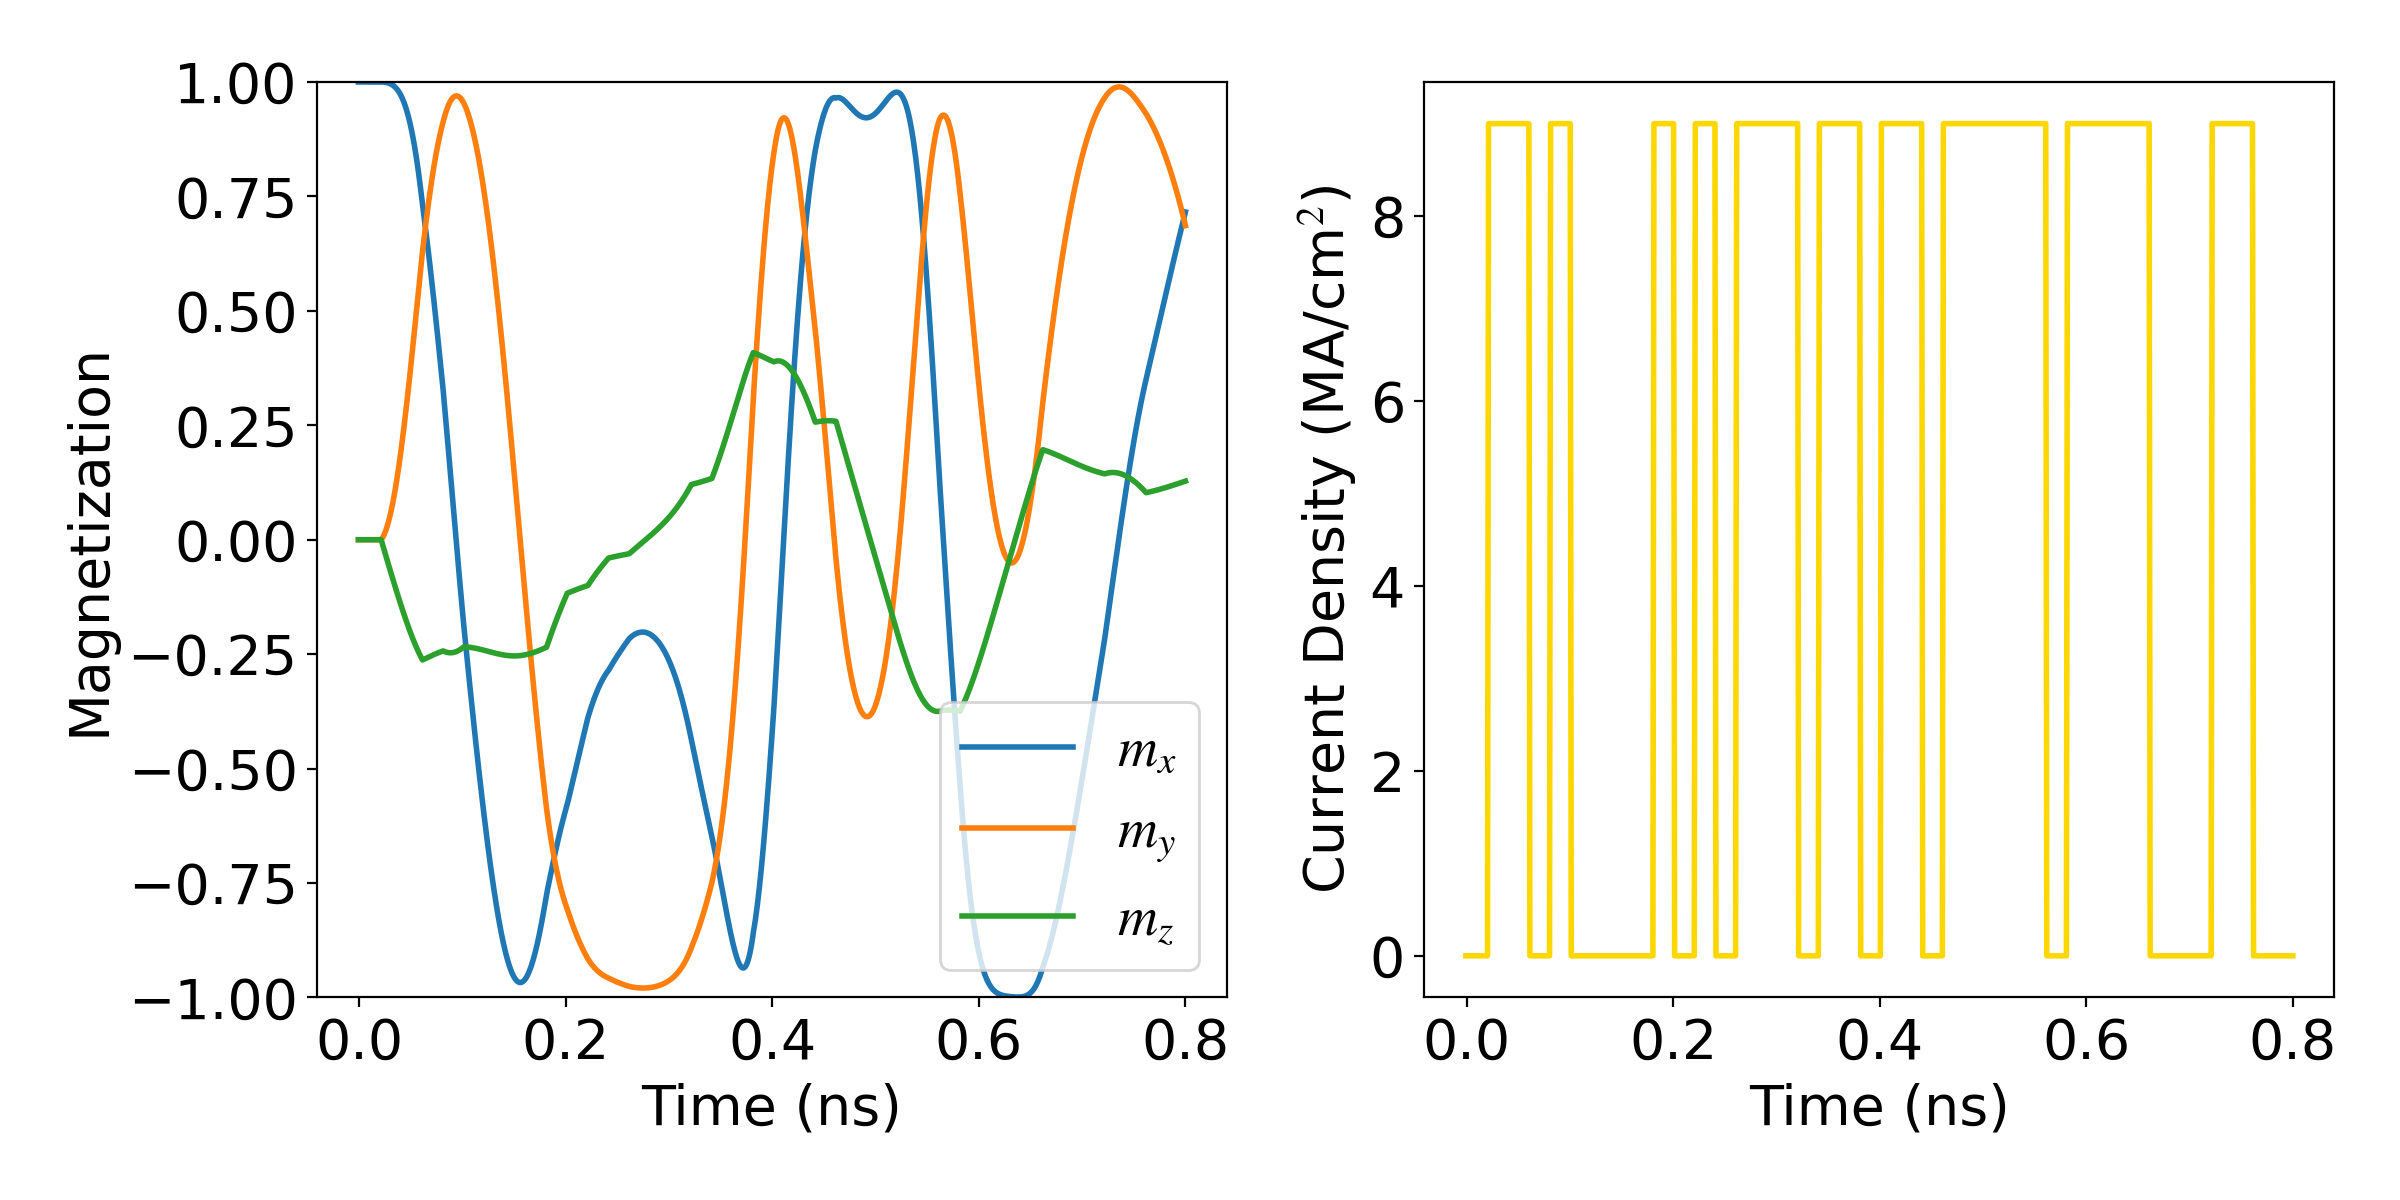 Magnetization
1.00
0.75
0.50
0.25
0.00
−0.25
−0.50
−0.75
−1.00
0.0 0.2 0.4 0.6 0.8
Time (ns)
m_x
m_y
m_z
Current Density (MA/cm²)
8
6
4
2
0
0.0 0.2 0.4 0.6 0.8
Time (ns)